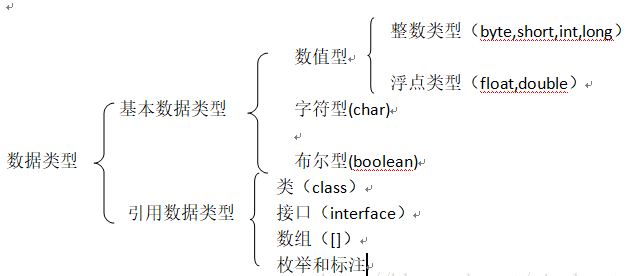 整数类型（byte,short,int,long）
数值型
浮点类型（float,double）
基本数据类型
字符型(char)
数据类型
布尔型(boolean)
类（class）
引用数据类型
接口（interface）
数组（[]）
枚举和标注